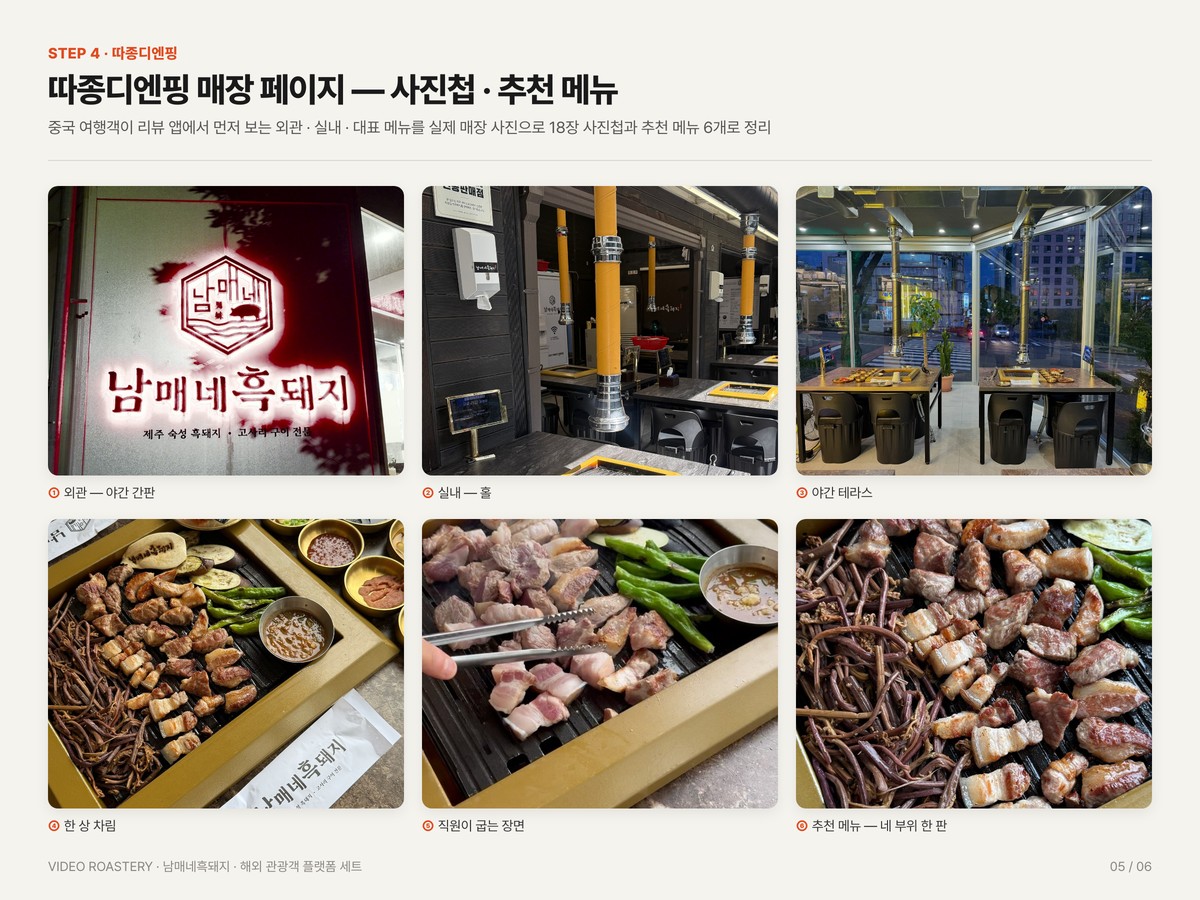 STEP 4 · 따종디엔핑
따종디엔핑 매장 페이지 — 사진첩 · 추천 메뉴
중국 여행객이 리뷰 앱에서 먼저 보는 외관 · 실내 · 대표 메뉴를 실제 매장 사진으로 18장 사진첩과 추천 메뉴 6개로 정리
남매네
남매네흑돼지
제주 숙성 흑돼지 · 고사리 구이 전문
① 외관 — 야간 간판
② 실내 — 홀
③ 야간 테라스
남매네흑돼지
④ 한 상 차림
⑤ 직원이 굽는 장면
⑥ 추천 메뉴 — 네 부위 한 판
VIDEO ROASTERY · 남매네흑돼지 · 해외 관광객 플랫폼 세트
05 / 06